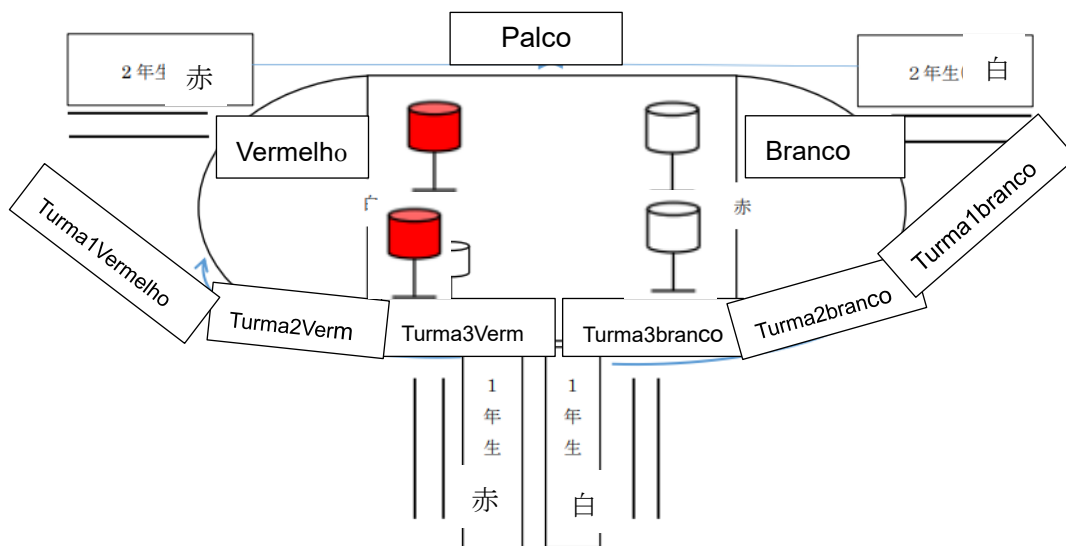 Palco
2年生
赤
2年生(
白
Vermelho
Branco
赤
Turma1Vermelho
Turma1branco
Turma2Verm
Turma3Verm
Turma3branco
Turma2branco
1
年
生
赤
1
年
生
白